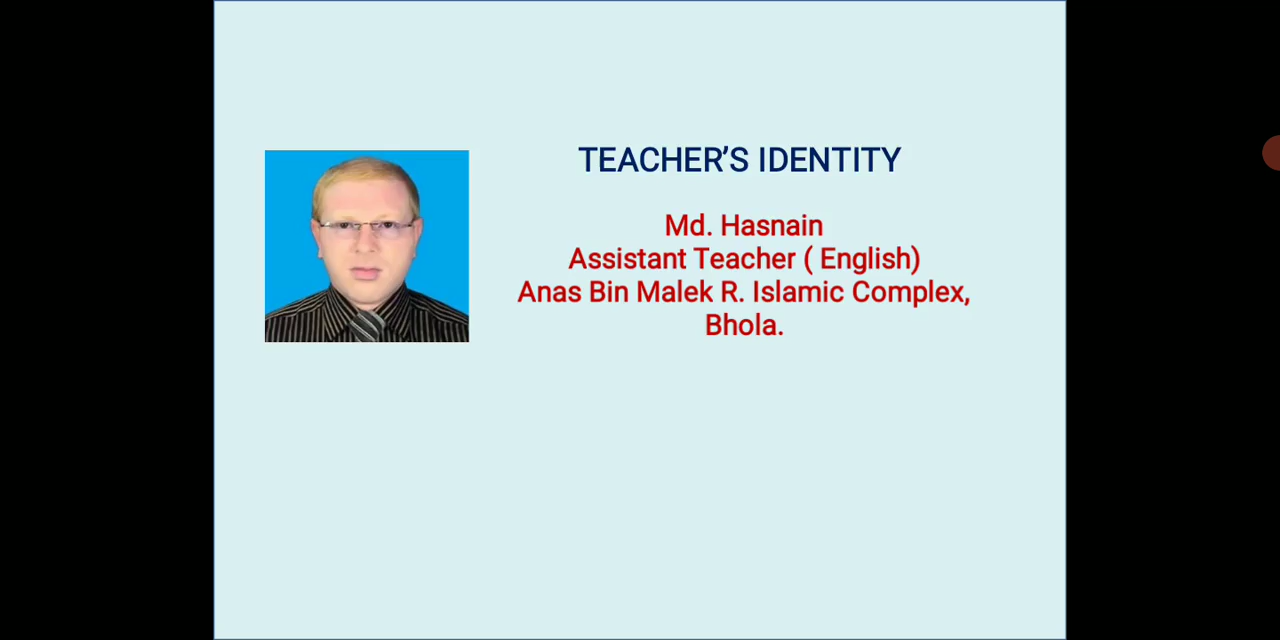 TEACHER’S IDENTITY
Md. Hasnain
Assistant Teacher ( English)
Anas Bin Malek R. Islamic Complex,
Bhola.